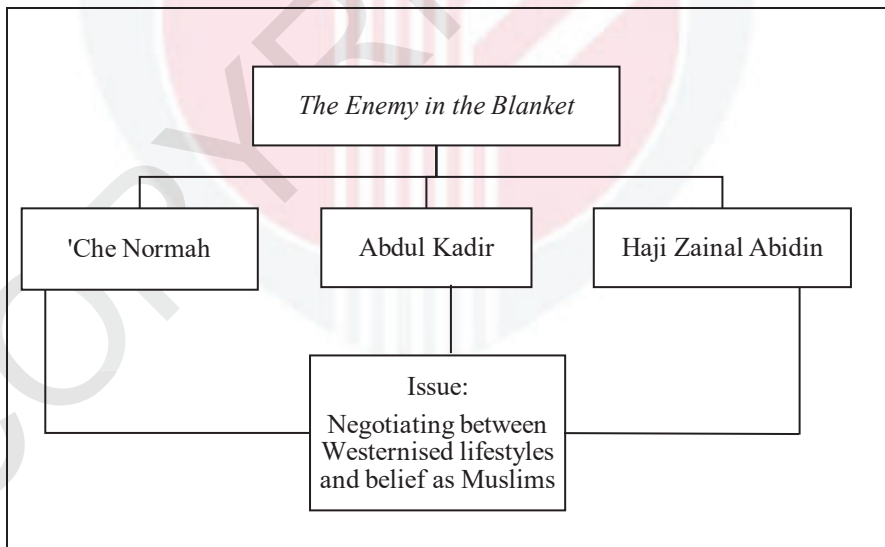 COPYRI
The Enemy in the Blanket
'Che Normah
Abdul Kadir
Haji Zainal Abidin
Issue:
Negotiating between
Westernised lifestyles
and belief as Muslims